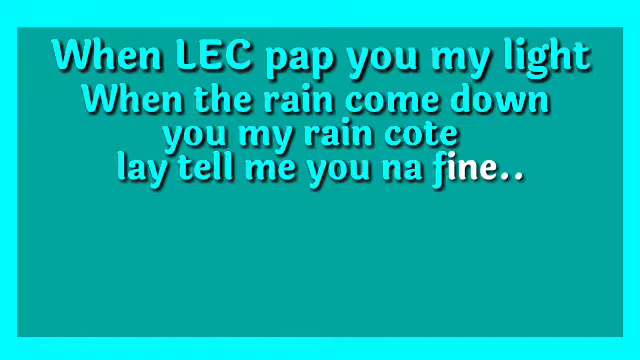 When LEC pap you my light
When the rain come down
you my rain cote
lay tell me you na fine..